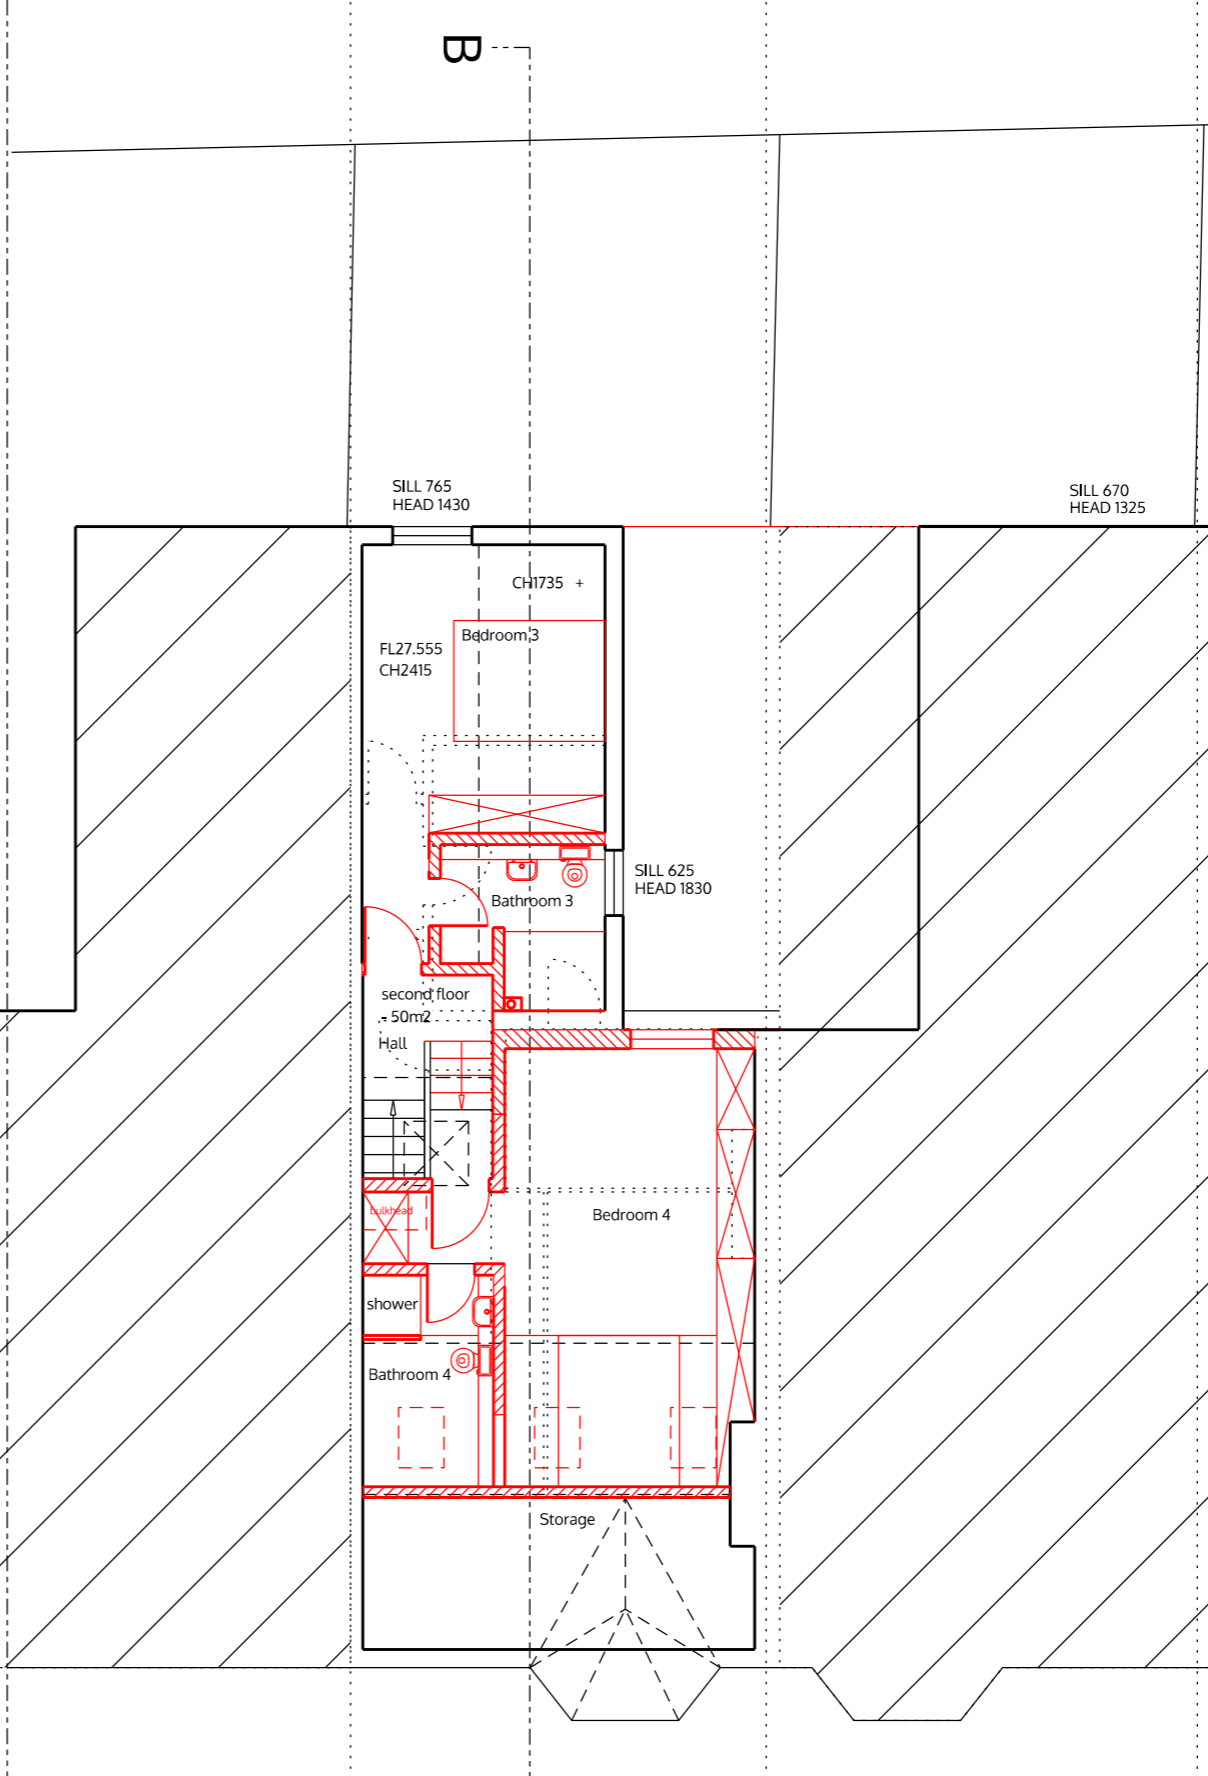 B
SILL 765
HEAD 1430
SILL 670
HEAD 1325
CH1735 +
Bedroom 3
FL27.555
CH2415
SILL 625
HEAD 1830
Bathroom 3
second floor
- 50m2
Hall
bulkhead
Bedroom 4
shower
Bathroom 4
Storage